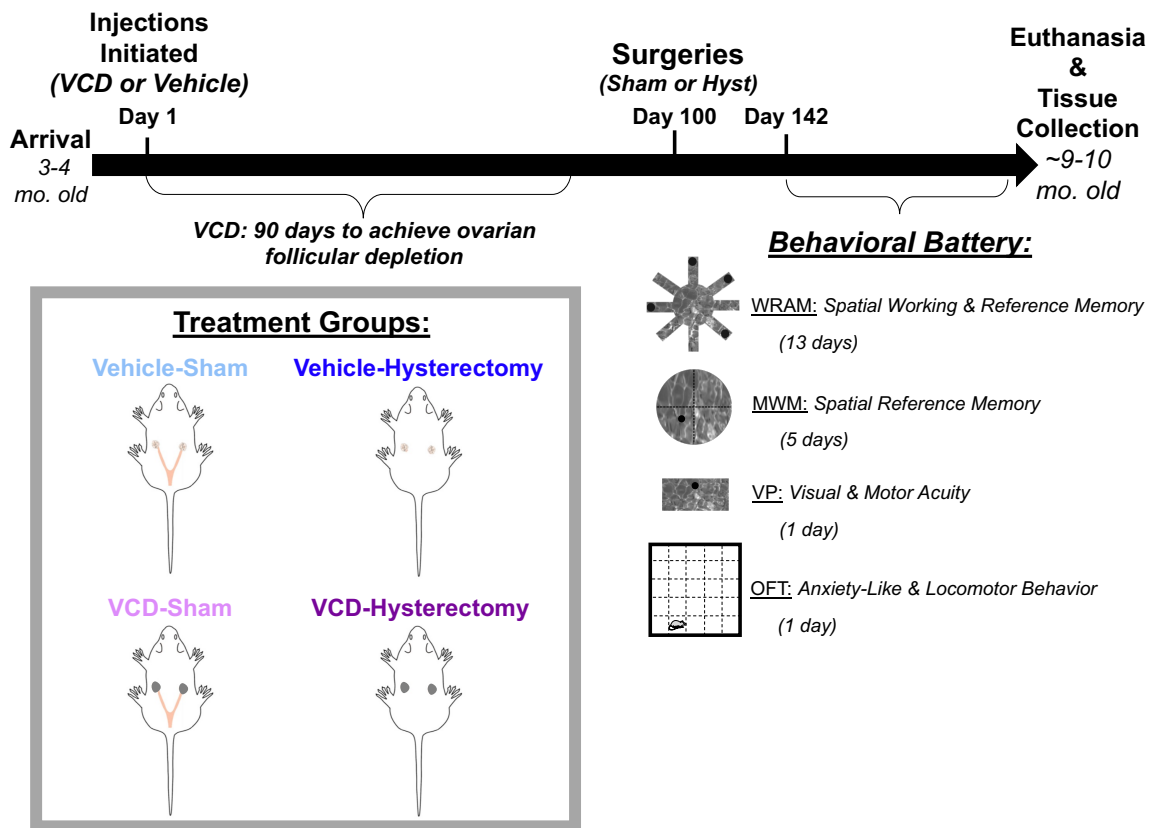 Injections
Initiated
(VCD or Vehicle)
Day 1
Arrival
3-4
mo. old
Surgeries
(Sham or Hyst)
Day 100
Day 142
Euthanasia
&
Tissue
Collection
~9-10
mo. old
VCD: 90 days to achieve ovarian
follicular depletion
Treatment Groups:
Vehicle-Sham
Vehicle-Hysterectomy
VCD-Sham
VCD-Hysterectomy
Behavioral Battery:
WRAM: Spatial Working & Reference Memory
(13 days)
MWM: Spatial Reference Memory
(5 days)
VP: Visual & Motor Acuity
(1 day)
OFT: Anxiety-Like & Locomotor Behavior
(1 day)